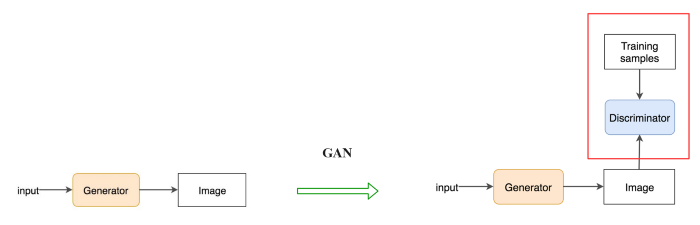 input
Generator
Image
GAN
Training
samples
Discriminator
input
Generator
Image